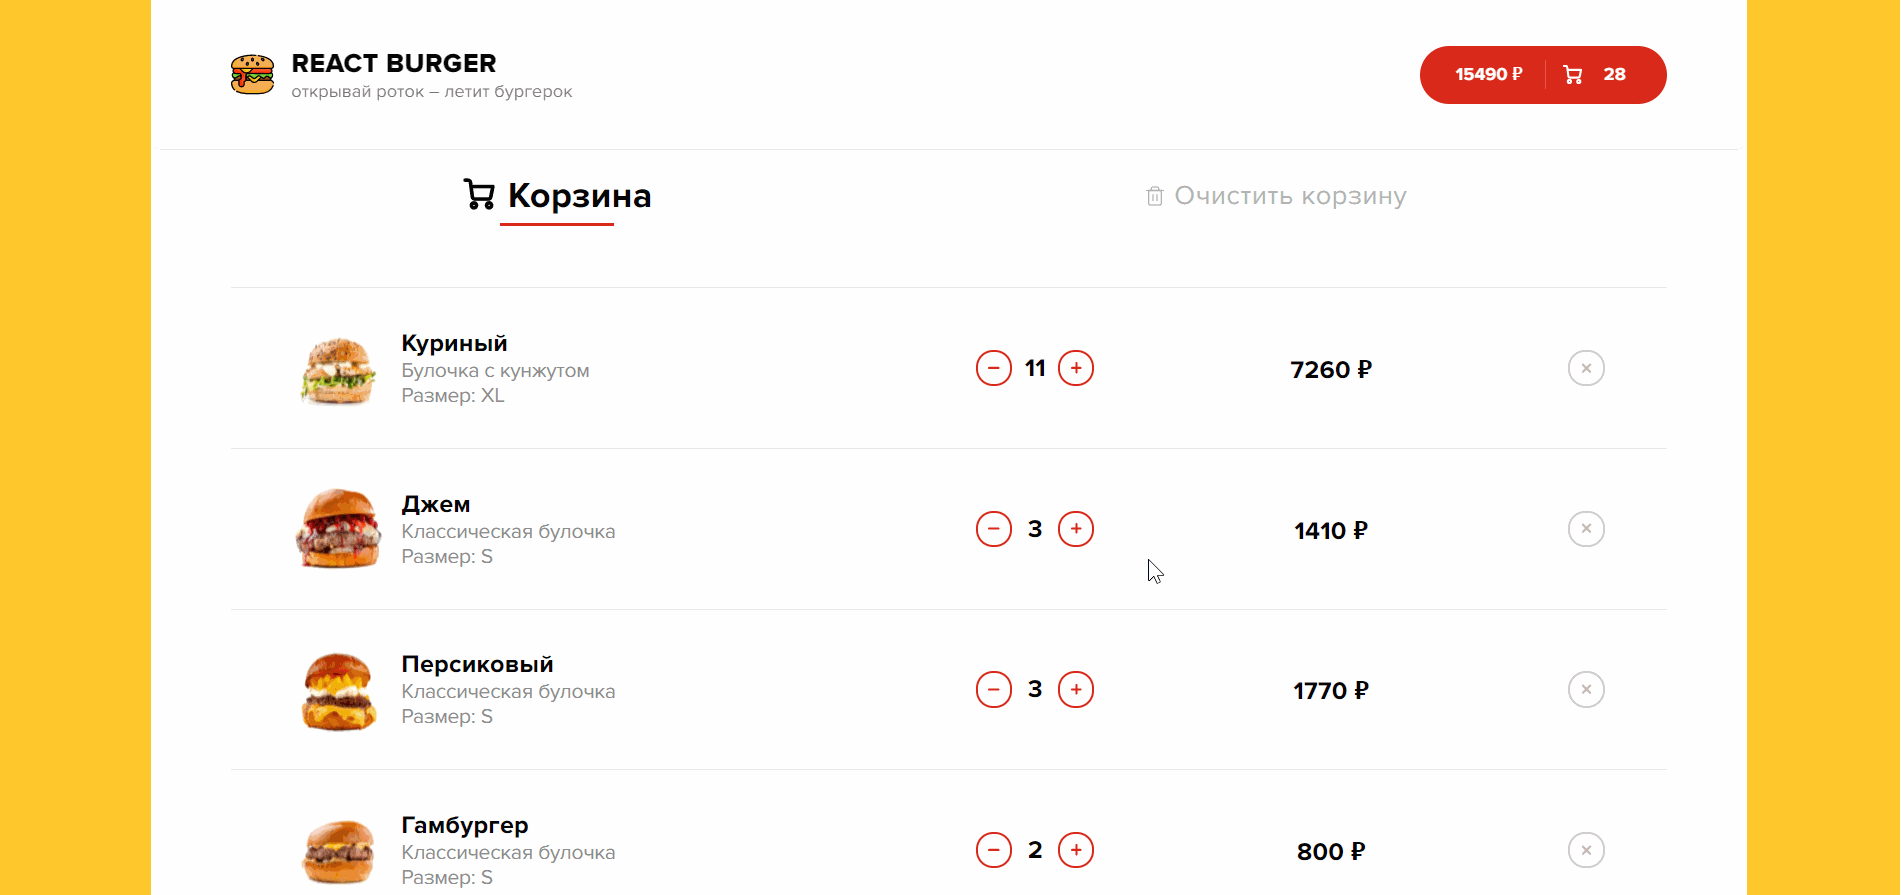 REACT BURGER
открывай роток – летит бургерок
15490 ₽ 28
Корзина
Очистить корзину
Куриный
Булочка с кунжутом
Размер: XL
11
7260 ₽
Джем
Классическая булочка
Размер: S
3
1410 ₽
Персиковый
Классическая булочка
Размер: S
3
1770 ₽
Гамбургер
Классическая булочка
Размер: S
2
800 ₽